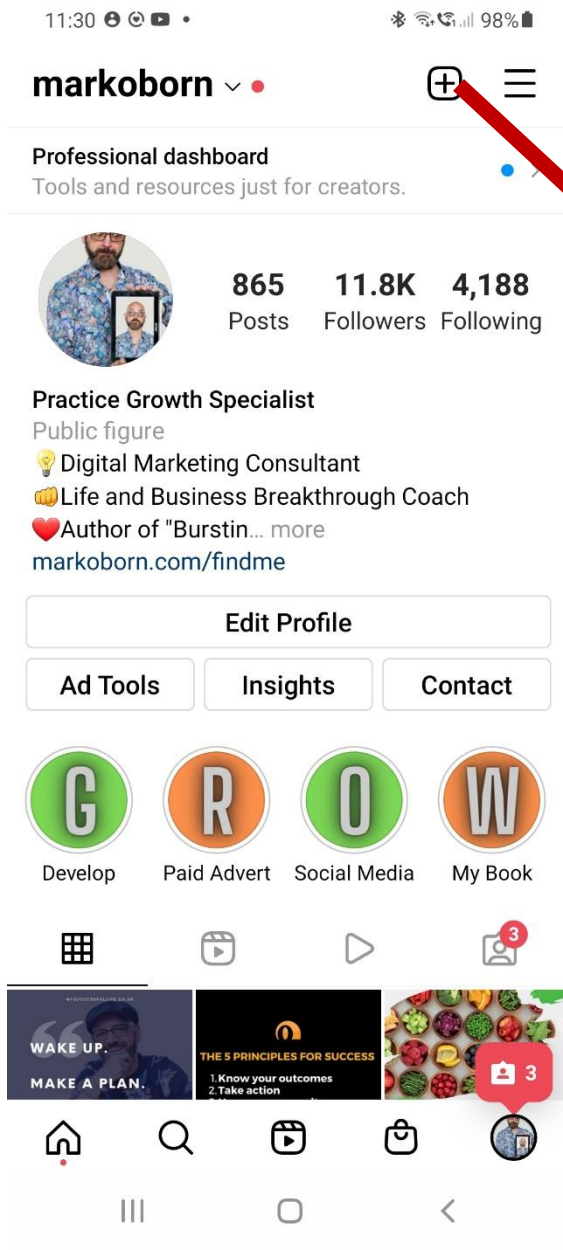 11:30
98%
markoborn
Professional dashboard
Tools and resources just for creators.
865 11.8K 4,188
Posts Followers Following
Practice Growth Specialist
Public figure
💡Digital Marketing Consultant
👊Life and Business Breakthrough Coach
❤️Author of "Burstin… more
markoborn.com/findme
Edit Profile
Ad Tools Insights Contact
G R O W
Develop Paid Advert Social Media My Book
3
WAKE UP.
MAKE A PLAN.
THE 5 PRINCIPLES FOR SUCCESS
1.Know your outcomes
2.Take action
3